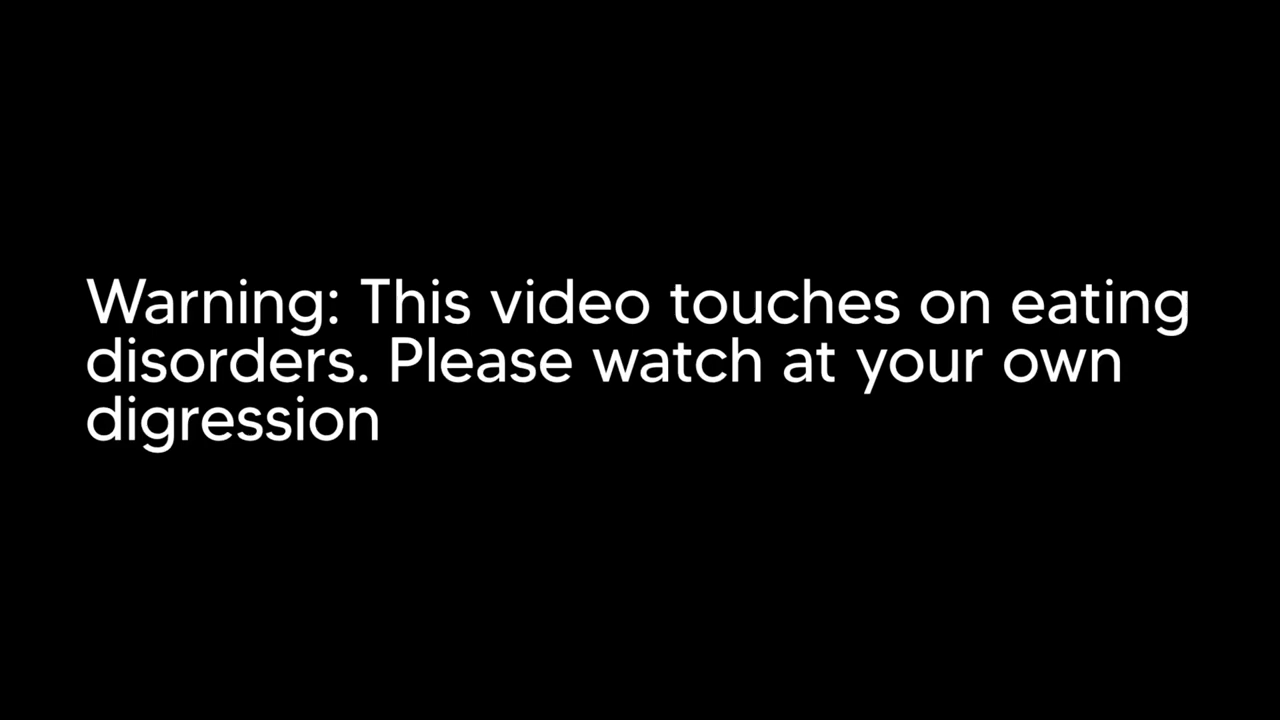 Warning: This video touches on eating
disorders. Please watch at your own
digression